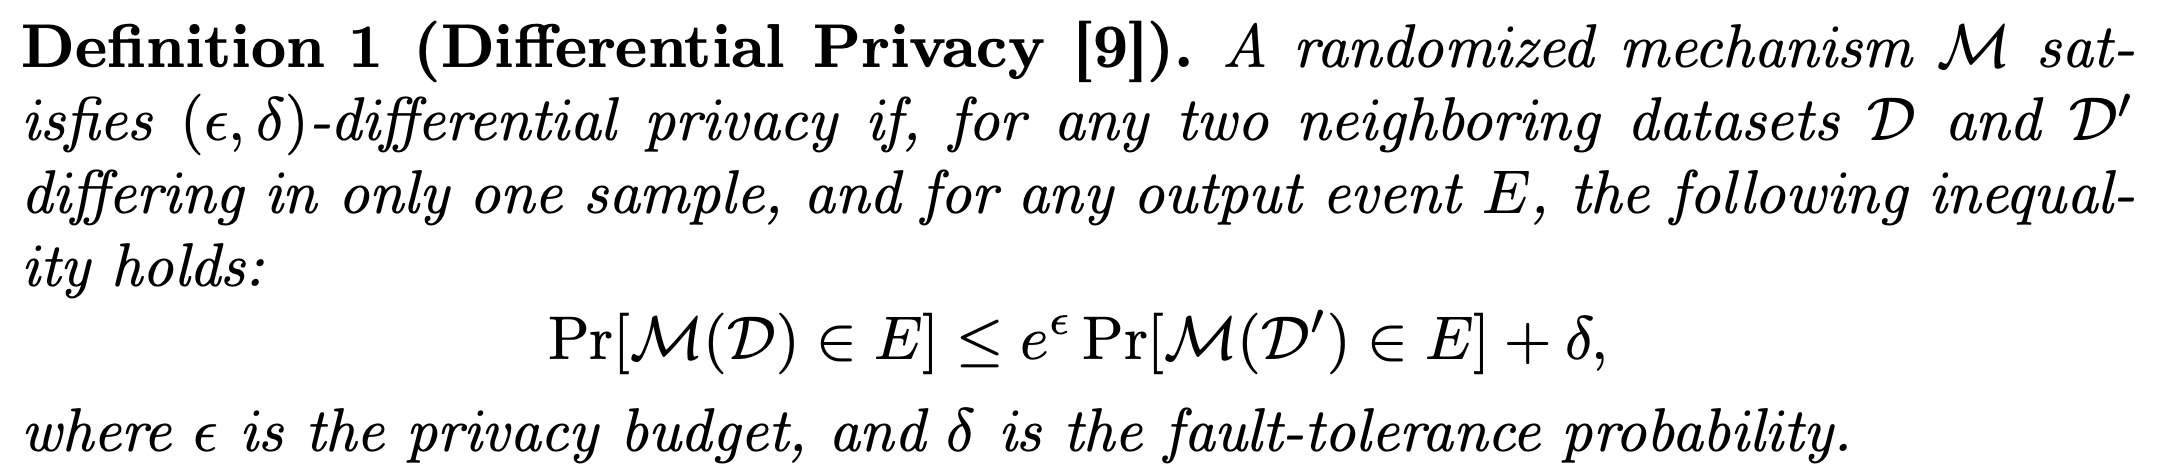 Definition 1 (Differential Privacy [9]). A randomized mechanism ℳ sat-
isfies (ϵ, δ)-differential privacy if, for any two neighboring datasets 𝒟 and 𝒟′
differing in only one sample, and for any output event E, the following inequal-
ity holds:
Pr[ℳ(𝒟) ∈ E] ≤ e^ϵ Pr[ℳ(𝒟′) ∈ E] + δ,
where ϵ is the privacy budget, and δ is the fault-tolerance probability.